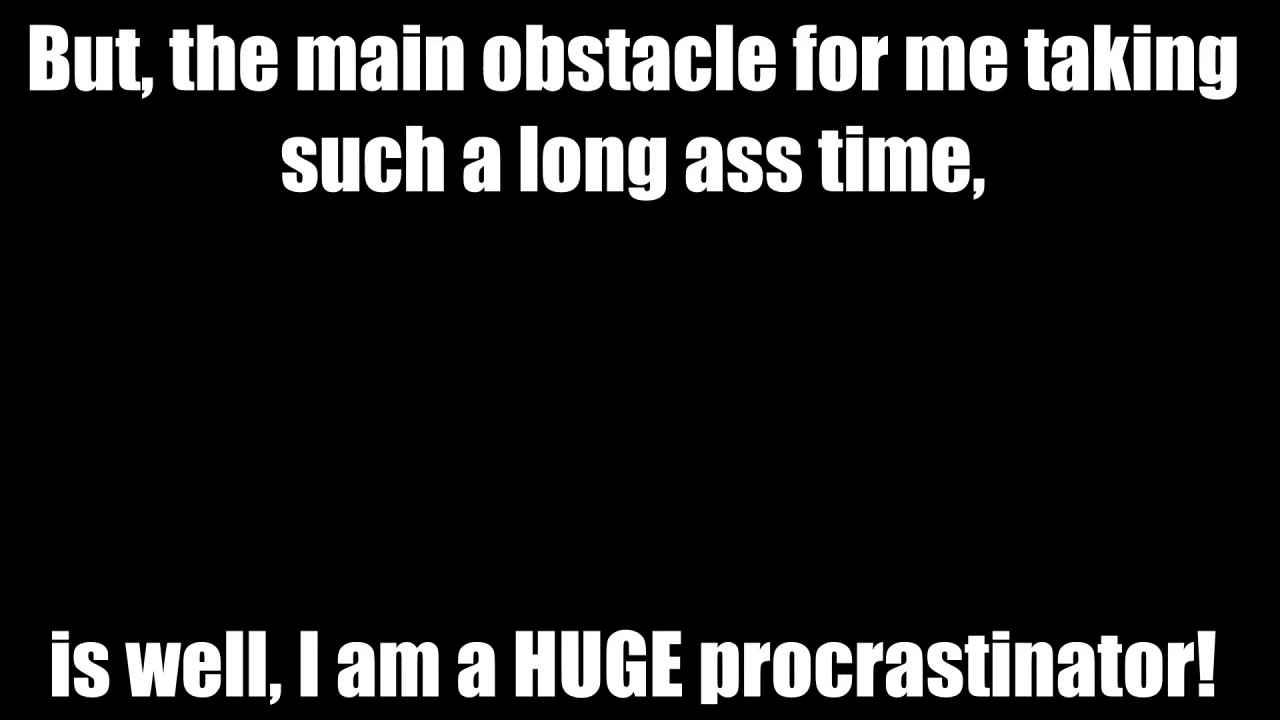 But, the main obstacle for me taking
such a long ass time,
is well, I am a HUGE procrastinator!